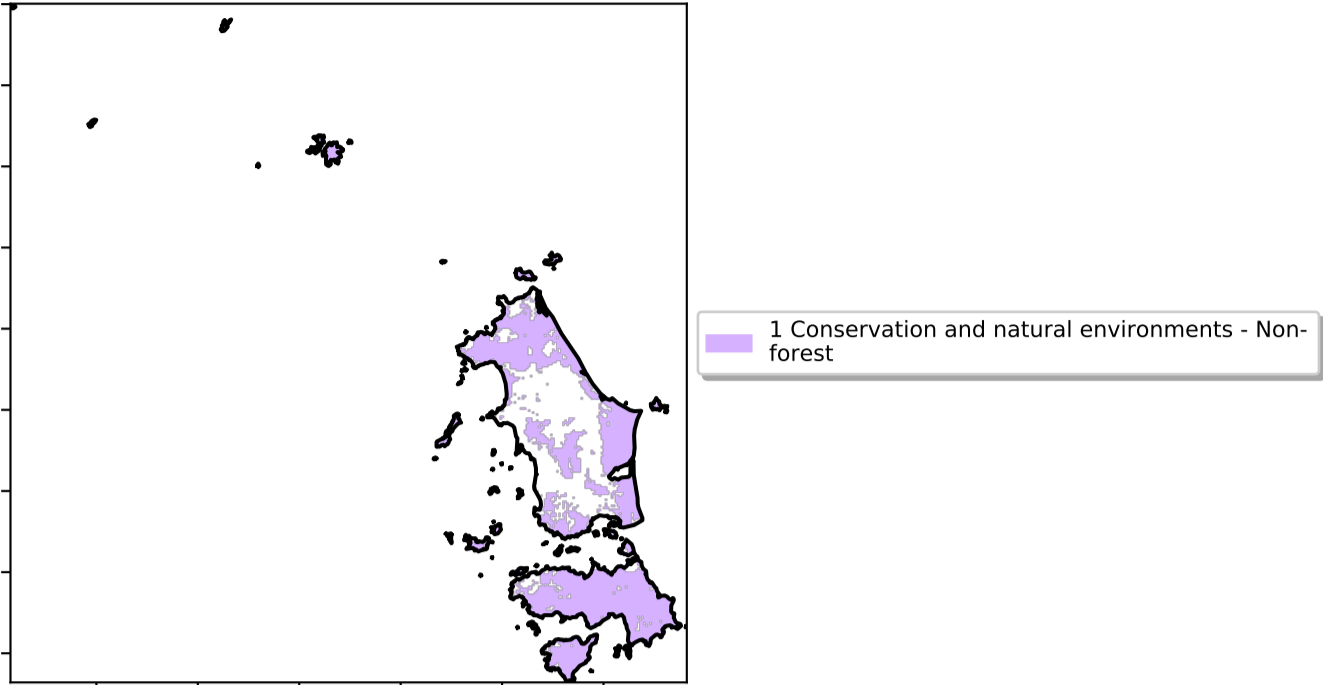 1 Conservation and natural environments - Non-
forest